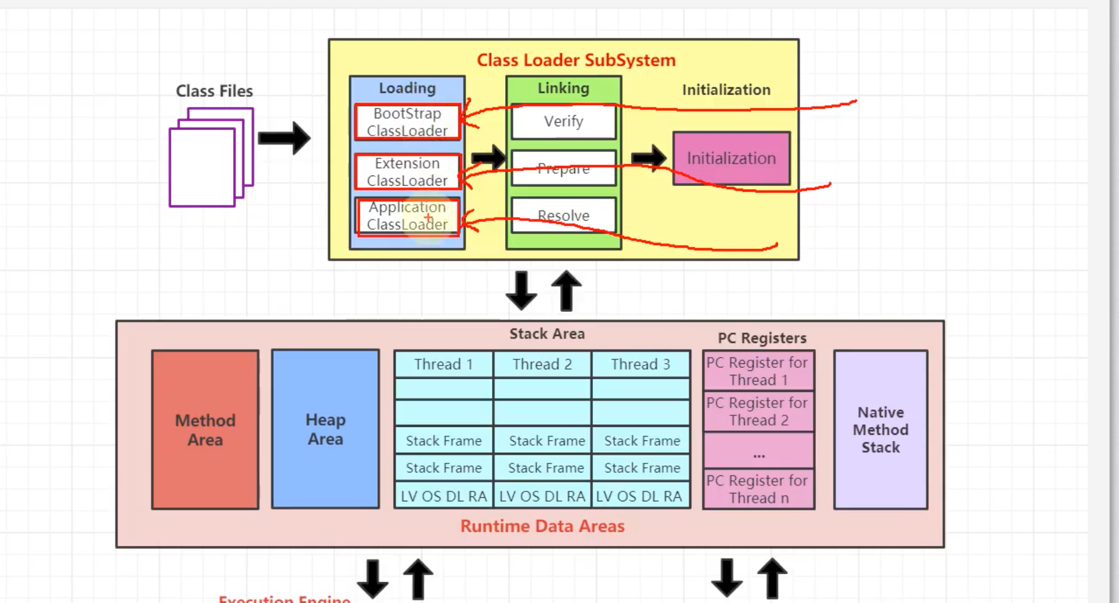 Class Loader SubSystem
Class Files
Loading
Linking
Initialization
BootStrap
ClassLoader
Extension
ClassLoader
Application
ClassLoader
Verify
Prepare
Resolve
Initialization
Stack Area
PC Registers
Method
Area
Heap
Area
Thread 1
Thread 2
Thread 3
Stack Frame
Stack Frame
Stack Frame
Stack Frame
Stack Frame
Stack Frame
LV OS DL RA
LV OS DL RA
LV OS DL RA
PC Register for
Thread 1
PC Register for
Thread 2
...
PC Register for
Thread n
Native
Method
Stack
Runtime Data Areas
Execution Engine